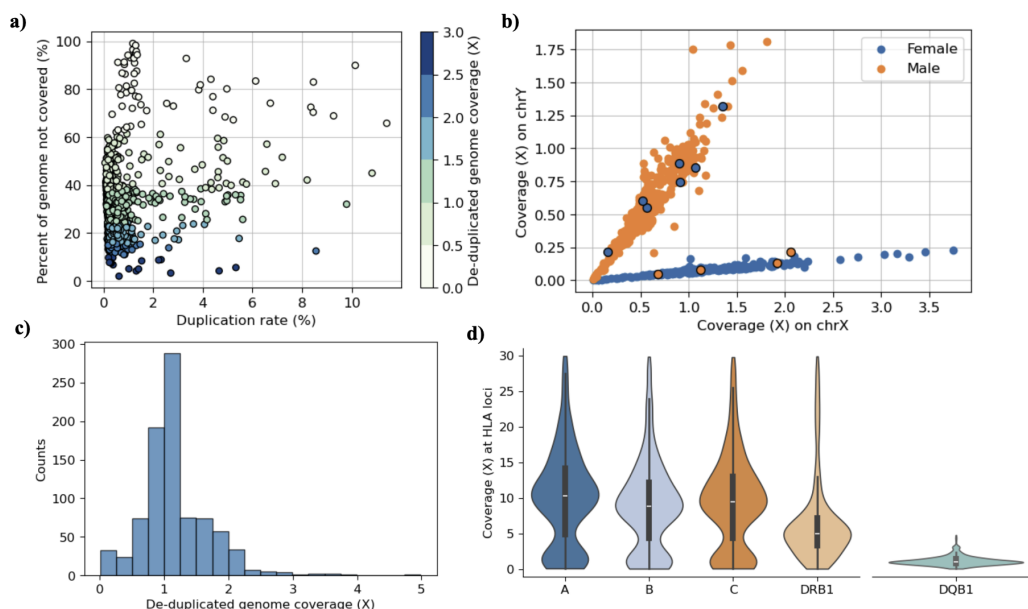 a)
Percent of genome not covered (%)
100
80
60
40
20
0
0 2 4 6 8 10
Duplication rate (%)
3.0
2.5
2.0
1.5
1.0
0.5
0.0
De-duplicated genome coverage (X)
b)
Coverage (X) on chrY
1.75
1.50
1.25
1.00
0.75
0.50
0.25
0.00
Female
Male
0.0 0.5 1.0 1.5 2.0 2.5 3.0 3.5
Coverage (X) on chrX
c)
Counts
300
250
200
150
100
50
0
0 1 2 3 4 5
De-duplicated genome coverage (X)
d)
Coverage (X) at HLA loci
30
25
20
15
10
5
0
A B C DRB1 DQB1